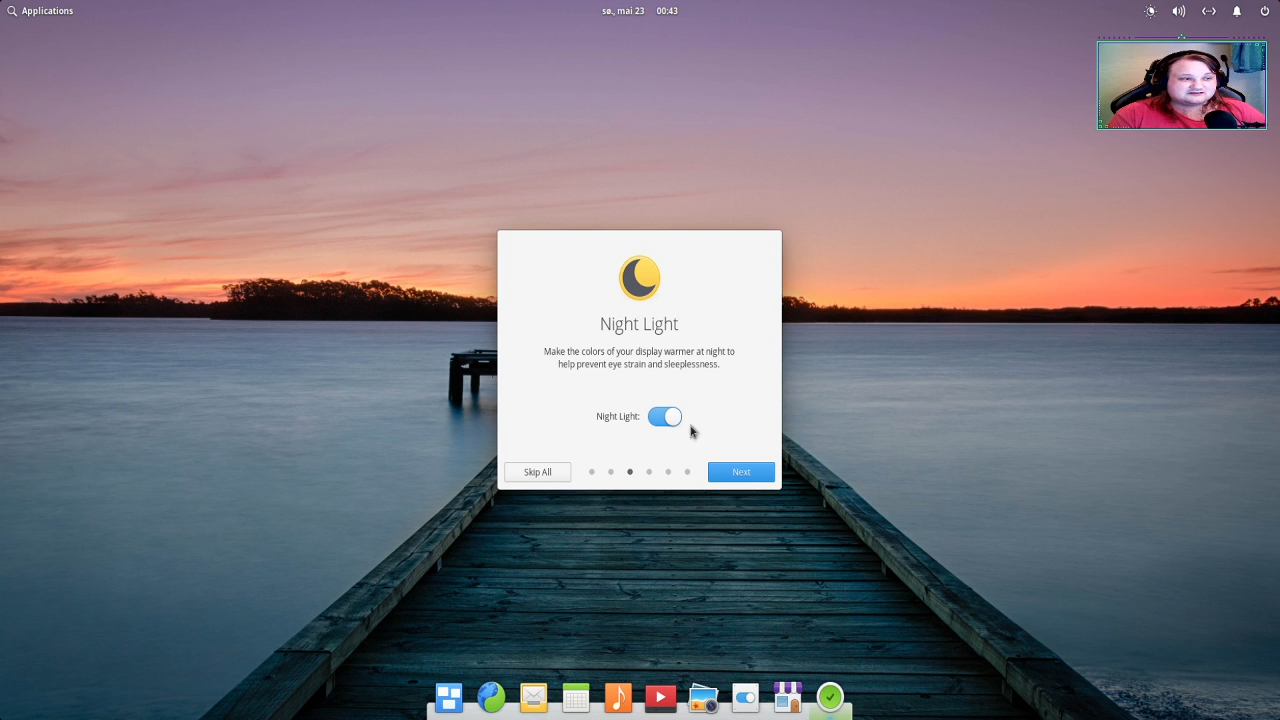 Applications
sø., mai 23 00:43
Night Light
Make the colors of your display warmer at night to
help prevent eye strain and sleeplessness.
Night Light:
Skip All
Next